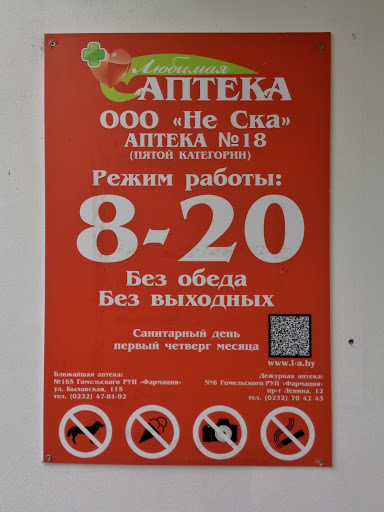 Любимая
АПТЕКА
ООО «Не Ска»
АПТЕКА №18
(ПЯТОЙ КАТЕГОРИИ)
Режим работы:
8-20
Без обеда
Без выходных
Санитарный день
первый четверг месяца
www.l-a.by
Ближайшая аптека:
№165 Гомельского РУП «Фармация»
ул. Быховская, 115
тел. (0232) 47-81-92
Дежурная аптека:
№6 Гомельского РУП «Фармация»
пр-т Ленина, 12
тел. (0232) 70 42 43